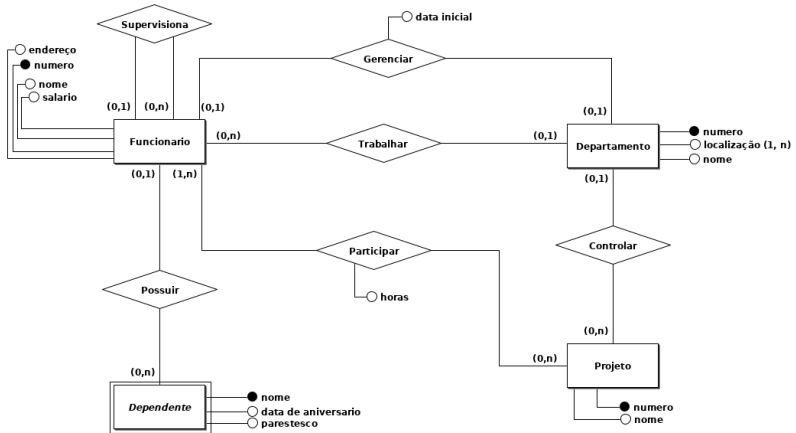 data inicial
Supervisiona
endereço
Gerenciar
numero
nome
salario
(0,1)
(0,n)
(0,1)
(0,1)
Funcionario
(0,n)
Trabalhar
(0,1)
Departamento
numero
localização (1, n)
nome
(0,1)
(1,n)
(0,1)
Participar
Controlar
Possuir
horas
(0,n)
(0,n)
(0,n)
Projeto
Dependente
nome
data de aniversario
parestesco
numero
nome